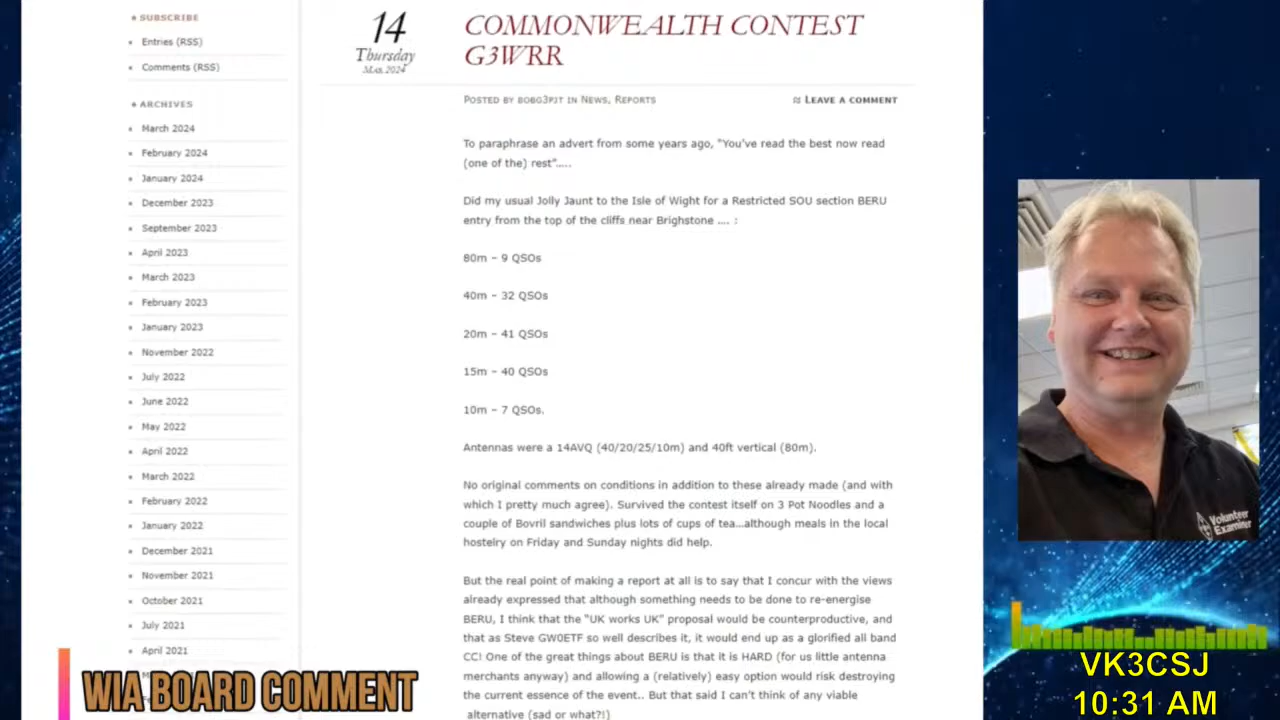 SUBSCRIBE
Entries (RSS)
Comments (RSS)
ARCHIVES
March 2024
February 2024
January 2024
December 2023
September 2023
April 2023
March 2023
February 2023
January 2023
November 2022
July 2022
June 2022
May 2022
April 2022
March 2022
February 2022
January 2022
December 2021
November 2021
October 2021
July 2021
April 2021
14
Thursday
Mar 2024
COMMONWEALTH CONTEST
G3WRR
Posted by bobg3pjt in News, Reports
≈ Leave a comment
To paraphrase an advert from some years ago, "You've read the best now read
(one of the) rest".....
Did my usual Jolly Jaunt to the Isle of Wight for a Restricted SOU section BERU
entry from the top of the cliffs near Brighstone .... :
80m – 9 QSOs
40m – 32 QSOs
20m – 41 QSOs
15m – 40 QSOs
10m – 7 QSOs.
Antennas were a 14AVQ (40/20/25/10m) and 40ft vertical (80m).
No original comments on conditions in addition to these already made (and with
which I pretty much agree). Survived the contest itself on 3 Pot Noodles and a
couple of Bovril sandwiches plus lots of cups of tea...although meals in the local
hostelry on Friday and Sunday nights did help.
But the real point of making a report at all is to say that I concur with the views
already expressed that although something needs to be done to re-energise
BERU, I think that the "UK works UK" proposal would be counterproductive, and
that as Steve GW0ETF so well describes it, it would end up as a glorified all band
CC! One of the great things about BERU is that it is HARD (for us little antenna
merchants anyway) and allowing a (relatively) easy option would risk destroying
the current essence of the event.. But that said I can't think of any viable
alternative (sad or what?!)
WIA BOARD COMMENT
Volunteer
Examiner
VK3CSJ
10:31 AM